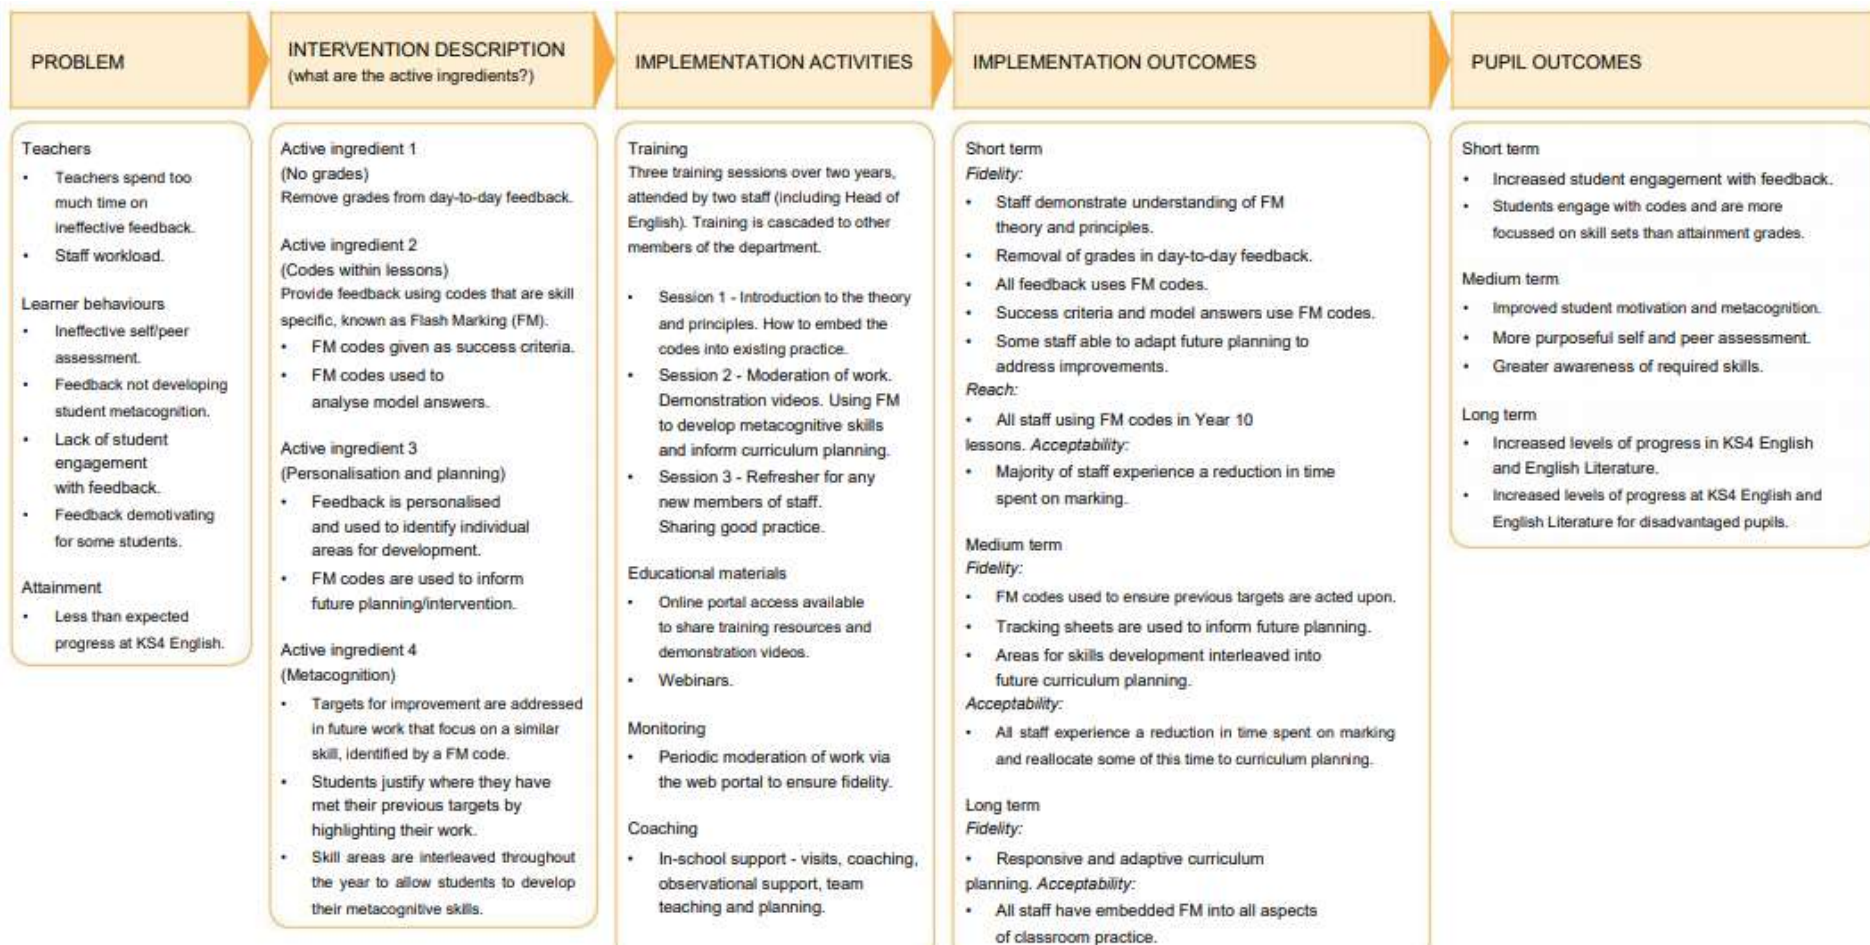 PROBLEM
INTERVENTION DESCRIPTION
(what are the active ingredients?)
IMPLEMENTATION ACTIVITIES
IMPLEMENTATION OUTCOMES
PUPIL OUTCOMES
Teachers
• Teachers spend too
much time on
ineffective feedback.
• Staff workload.
Learner behaviours
• Ineffective self/peer
assessment.
• Feedback not developing
student metacognition.
• Lack of student
engagement
with feedback.
• Feedback demotivating
for some students.
Attainment
• Less than expected
progress at KS4 English.
Active ingredient 1
(No grades)
Remove grades from day-to-day feedback.
Active ingredient 2
(Codes within lessons)
Provide feedback using codes that are skill
specific, known as Flash Marking (FM).
• FM codes given as success criteria.
• FM codes used to
analyse model answers.
Active ingredient 3
(Personalisation and planning)
• Feedback is personalised
and used to identify individual
areas for development.
• FM codes are used to inform
future planning/intervention.
Active ingredient 4
(Metacognition)
• Targets for improvement are addressed
in future work that focus on a similar
skill, identified by a FM code.
• Students justify where they have
met their previous targets by
highlighting their work.
• Skill areas are interleaved throughout
the year to allow students to develop
their metacognitive skills.
Training
Three training sessions over two years,
attended by two staff (including Head of
English). Training is cascaded to other
members of the department.
• Session 1 - Introduction to the theory
and principles. How to embed the
codes into existing practice.
• Session 2 - Moderation of work.
Demonstration videos. Using FM
to develop metacognitive skills
and inform curriculum planning.
• Session 3 - Refresher for any
new members of staff.
Sharing good practice.
Educational materials
• Online portal access available
to share training resources and
demonstration videos.
• Webinars.
Monitoring
• Periodic moderation of work via
the web portal to ensure fidelity.
Coaching
• In-school support - visits, coaching,
observational support, team
teaching and planning.
Short term
Fidelity:
• Staff demonstrate understanding of FM
theory and principles.
• Removal of grades in day-to-day feedback.
• All feedback uses FM codes.
• Success criteria and model answers use FM codes.
• Some staff able to adapt future planning to
address improvements.
Reach:
• All staff using FM codes in Year 10
lessons. Acceptability:
• Majority of staff experience a reduction in time
spent on marking.
Medium term
Fidelity:
• FM codes used to ensure previous targets are acted upon.
• Tracking sheets are used to inform future planning.
• Areas for skills development interleaved into
future curriculum planning.
Acceptability:
• All staff experience a reduction in time spent on marking
and reallocate some of this time to curriculum planning.
Long term
Fidelity:
• Responsive and adaptive curriculum
planning. Acceptability:
• All staff have embedded FM into all aspects
of classroom practice.
Short term
• Increased student engagement with feedback.
• Students engage with codes and are more
focussed on skill sets than attainment grades.
Medium term
• Improved student motivation and metacognition.
• More purposeful self and peer assessment.
• Greater awareness of required skills.
Long term
• Increased levels of progress in KS4 English
and English Literature.
• Increased levels of progress at KS4 English and
English Literature for disadvantaged pupils.